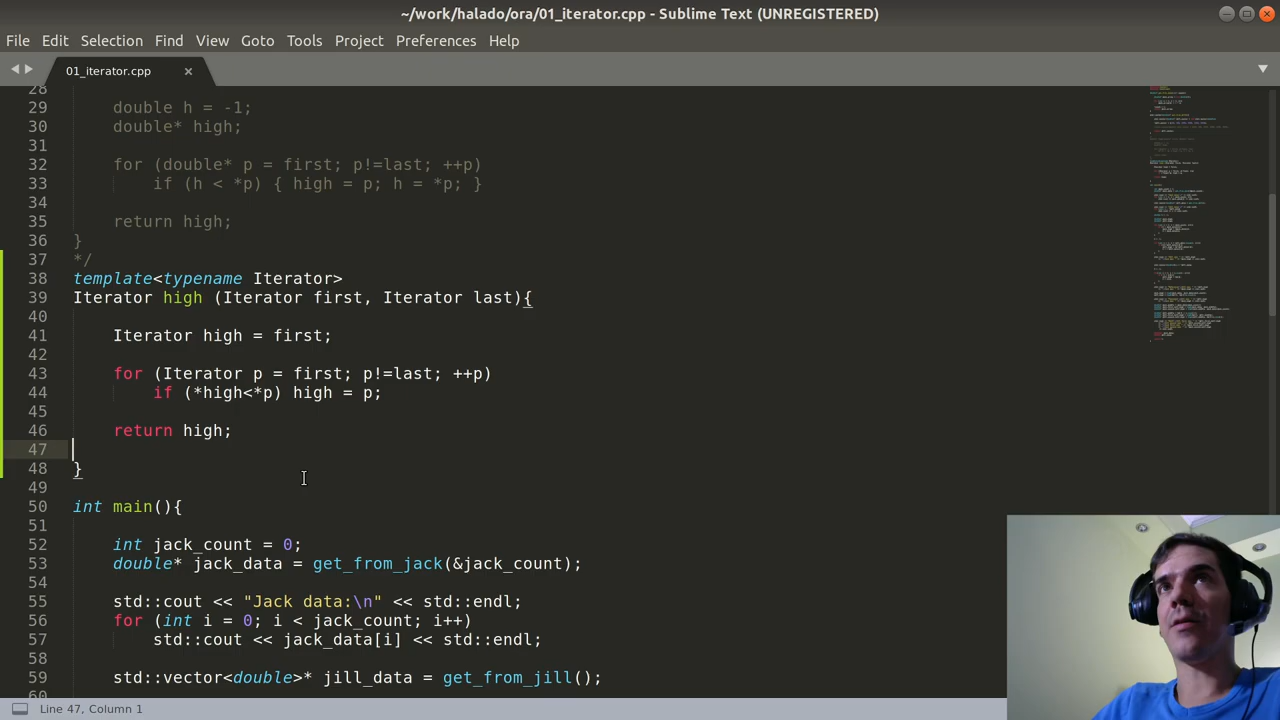 ~/work/halado/ora/01_iterator.cpp - Sublime Text (UNREGISTERED)
File Edit Selection Find View Goto Tools Project Preferences Help
01_iterator.cpp
28
29 double h = -1;
30 double* high;
31
32 for (double* p = first; p!=last; ++p)
33 if (h < *p) { high = p; h = *p; }
34
35 return high;
36 }
37 */
38 template<typename Iterator>
39 Iterator high (Iterator first, Iterator last){
40
41 Iterator high = first;
42
43 for (Iterator p = first; p!=last; ++p)
44 if (*high<*p) high = p;
45
46 return high;
47
48 }
49
50 int main(){
51
52 int jack_count = 0;
53 double* jack_data = get_from_jack(&jack_count);
54
55 std::cout << "Jack data:\n" << std::endl;
56 for (int i = 0; i < jack_count; i++)
57 std::cout << jack_data[i] << std::endl;
58
59 std::vector<double>* jill_data = get_from_jill();
60
Line 47, Column 1